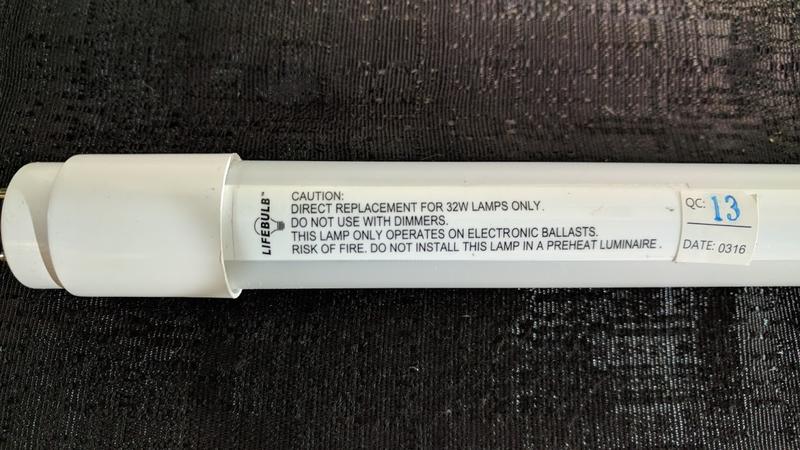 LIFEBULB™
CAUTION:
DIRECT REPLACEMENT FOR 32W LAMPS ONLY.
DO NOT USE WITH DIMMERS.
THIS LAMP ONLY OPERATES ON ELECTRONIC BALLASTS.
RISK OF FIRE. DO NOT INSTALL THIS LAMP IN A PREHEAT LUMINAIRE.
QC: 13
DATE: 0316